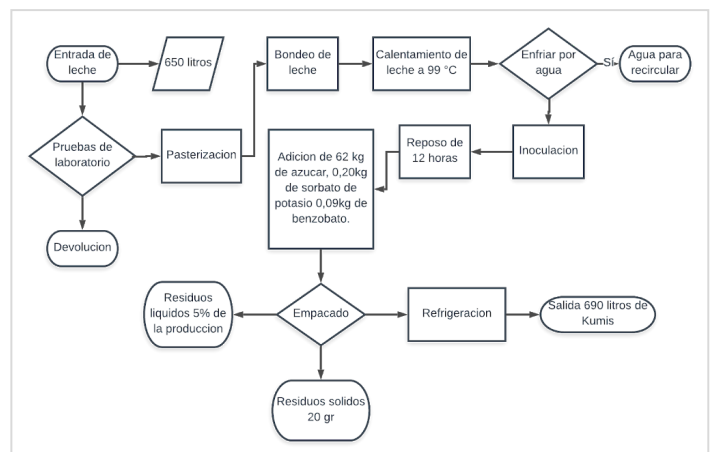 Entrada de
leche
650 litros
Bondeo de
leche
Calentamiento de
leche a 99 °C
Enfriar por
agua
Sí
Agua para
recircular
Pruebas de
laboratorio
Pasterizacion
Adicion de 62 kg
de azucar, 0,20kg
de sorbato de
potasio 0,09kg de
benzobato.
Reposo de
12 horas
Inoculacion
Devolucion
Residuos
liquidos 5% de
la produccion
Empacado
Refrigeracion
Salida 690 litros de
Kumis
Residuos solidos
20 gr